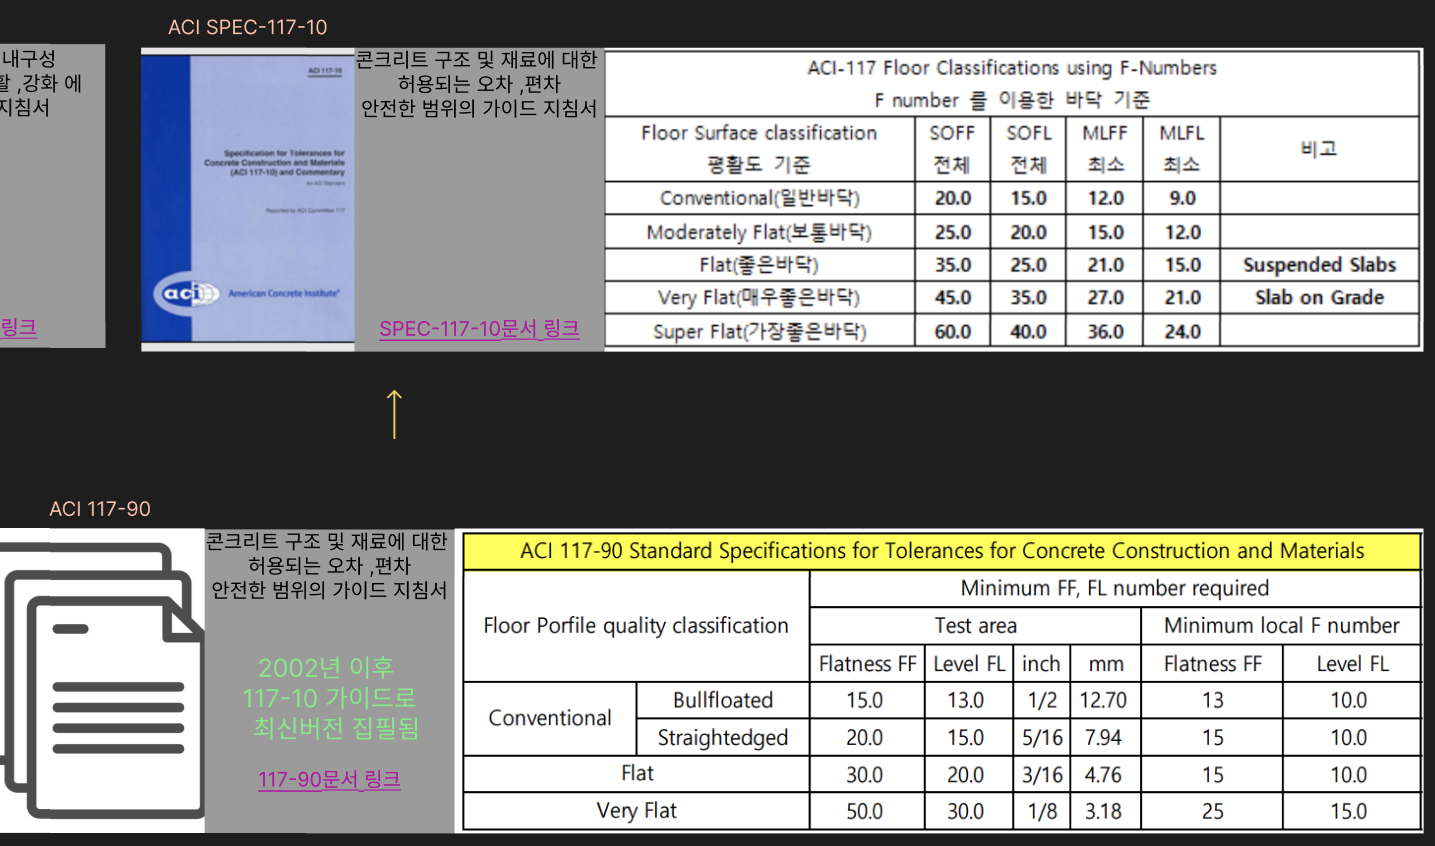 ACI SPEC-117-10
내구성
활 ,강화 에
지침서
링크
ACI 117-10
Specification for Tolerances for
Concrete Construction and Materials
(ACI 117-10) and Commentary
An ACI Standard
Reported by ACI Committee 117
aci
American Concrete Institute®
콘크리트 구조 및 재료에 대한
허용되는 오차 ,편차
안전한 범위의 가이드 지침서
SPEC-117-10문서 링크
ACI-117 Floor Classifications using F-Numbers
F number 를 이용한 바닥 기준
Floor Surface classification SOFF SOFL MLFF MLFL 비고
평활도 기준 전체 전체 최소 최소
Conventional(일반바닥) 20.0 15.0 12.0 9.0
Moderately Flat(보통바닥) 25.0 20.0 15.0 12.0
Flat(좋은바닥) 35.0 25.0 21.0 15.0 Suspended Slabs
Very Flat(매우좋은바닥) 45.0 35.0 27.0 21.0 Slab on Grade
Super Flat(가장좋은바닥) 60.0 40.0 36.0 24.0
ACI 117-90
콘크리트 구조 및 재료에 대한
허용되는 오차 ,편차
안전한 범위의 가이드 지침서
2002년 이후
117-10 가이드로
최신버전 집필됨
117-90문서 링크
ACI 117-90 Standard Specifications for Tolerances for Concrete Construction and Materials
Minimum FF, FL number required
Floor Porfile quality classification Test area Minimum local F number
Flatness FF Level FL inch mm Flatness FF Level FL
Conventional Bullfloated 15.0 13.0 1/2 12.70 13 10.0
Straightedged 20.0 15.0 5/16 7.94 15 10.0
Flat 30.0 20.0 3/16 4.76 15 10.0
Very Flat 50.0 30.0 1/8 3.18 25 15.0